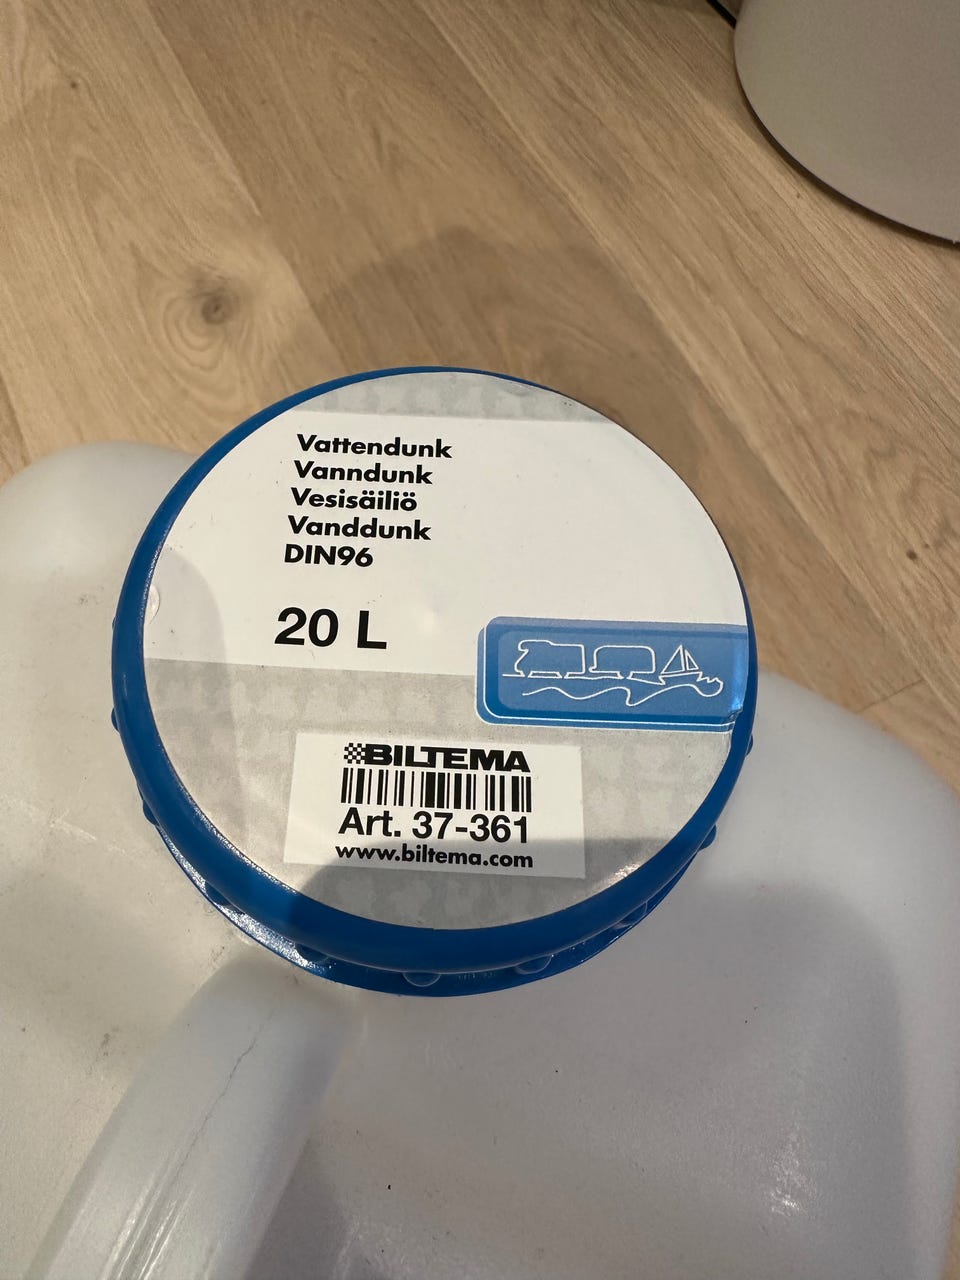 Vattendunk
Vanndunk
Vesisäiliö
Vanddunk
DIN96
20 L
BILTEMA
Art. 37-361
www.biltema.com